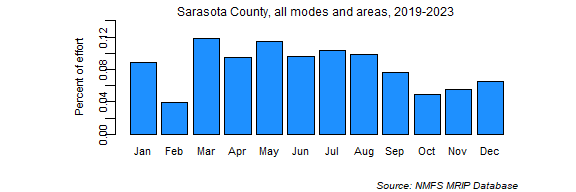 Sarasota County, all modes and areas, 2019-2023
Percent of effort
0.12
0.08
0.04
0.00
Jan Feb Mar Apr May Jun Jul Aug Sep Oct Nov Dec
Source: NMFS MRIP Database